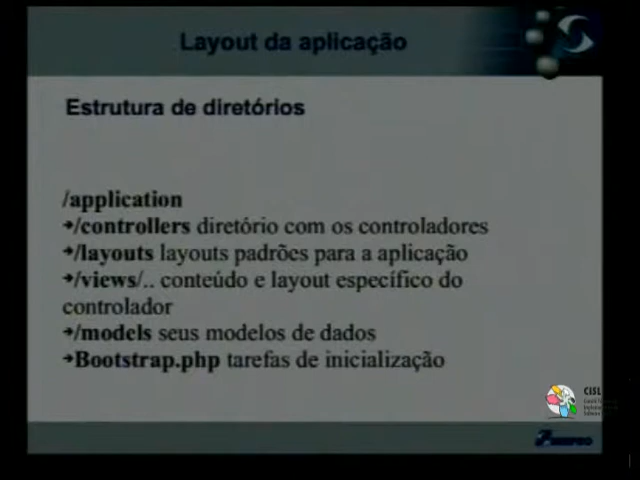 Layout da aplicação
Estrutura de diretórios
/application
➔/controllers diretório com os controladores
➔/layouts layouts padrões para a aplicação
➔/views/.. conteúdo e layout específico do
controlador
➔/models seus modelos de dados
➔Bootstrap.php tarefas de inicialização
CISL